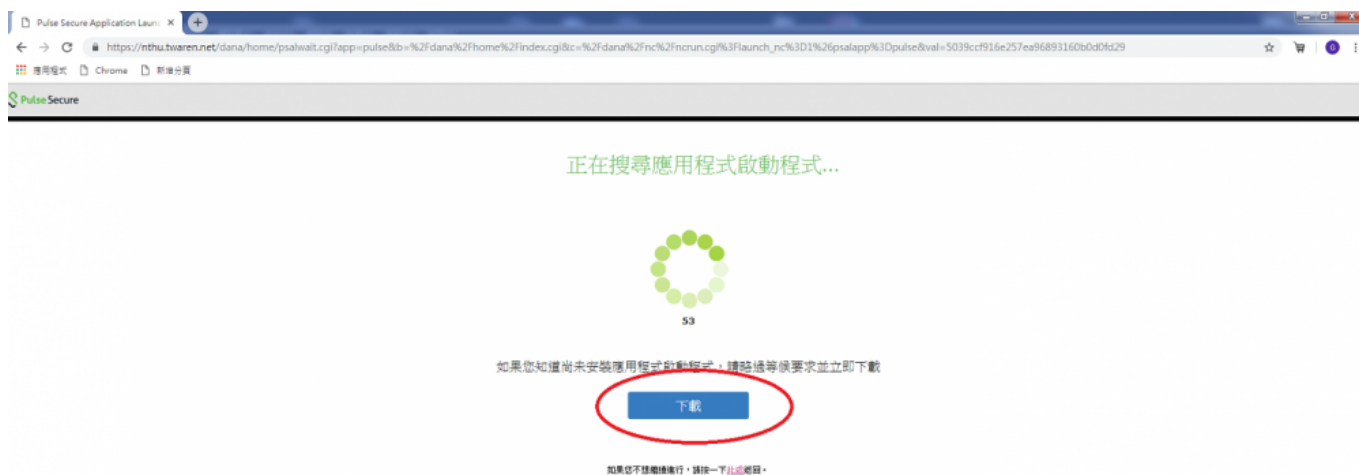 Pulse Secure Application Launc
https://nthu.twaren.net/dana/home/psalwait.cgi?app=pulse&b=%2Fdana%2Fhome%2Findex.cgi&c=%2Fdana%2Fnc%2Fncrun.cgi%3Flaunch_nc%3D1%26psalapp%3Dpulse&val=5039ccf916e257ea96893160b0d0fd29
G
應用程式 Chrome 新增分頁
Pulse Secure
正在搜尋應用程式啟動程式...
53
如果您知道尚未安裝應用程式啟動程式，請略過等候要求並立即下載
下載
如果您不想繼續進行，請按一下此處返回。